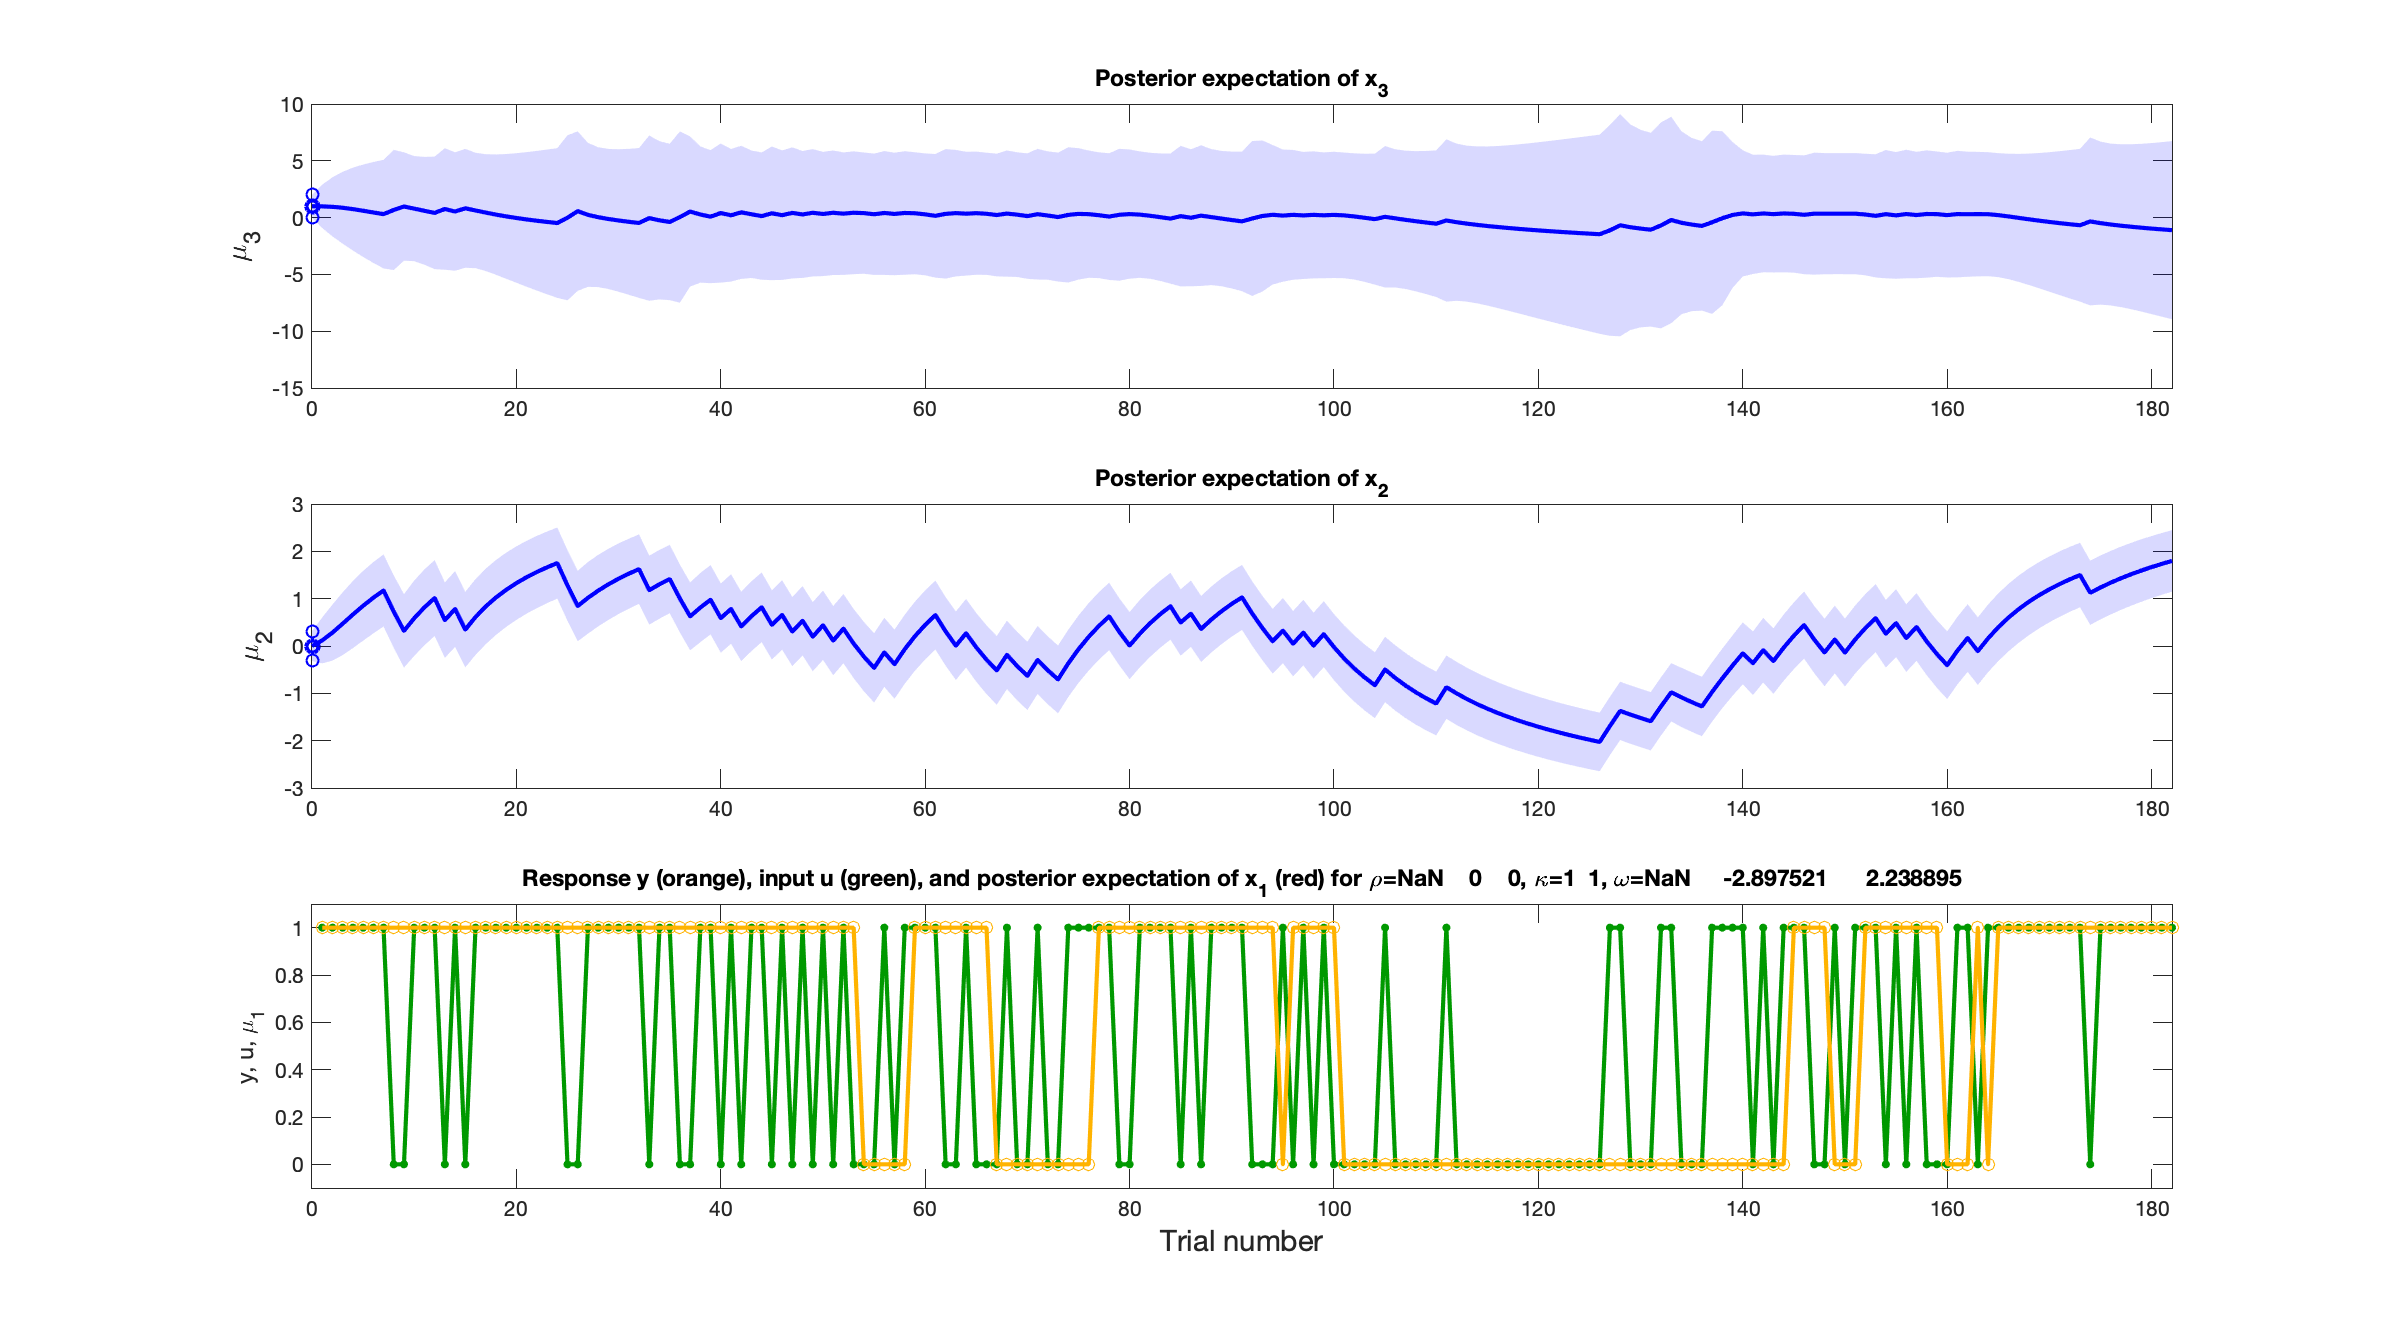 Posterior expectation of x3
10
5
0
-5
-10
-15
μ3
0 20 40 60 80 100 120 140 160 180
Posterior expectation of x2
3
2
1
0
-1
-2
-3
μ2
0 20 40 60 80 100 120 140 160 180
Response y (orange), input u (green), and posterior expectation of x1 (red) for ρ=NaN 0 0, κ=1 1, ω=NaN -2.897521 2.238895
1
0.8
0.6
0.4
0.2
0
y, u, μ1
0 20 40 60 80 100 120 140 160 180
Trial number